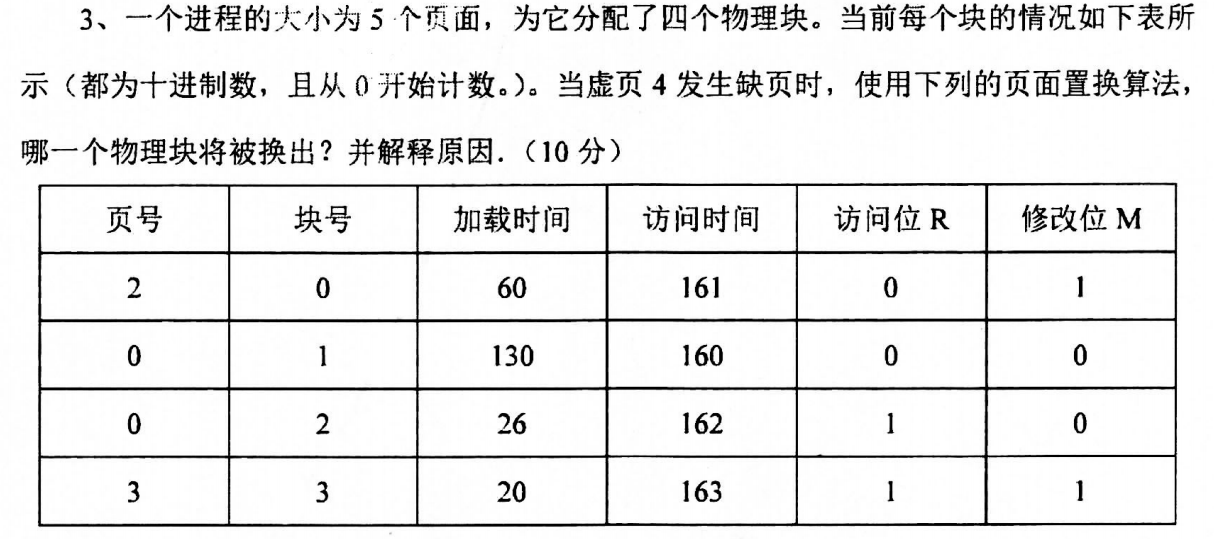 3、一个进程的大小为 5 个页面，为它分配了四个物理块。当前每个块的情况如下表所
示（都为十进制数，且从 0 开始计数。）。当虚页 4 发生缺页时，使用下列的页面置换算法，
哪一个物理块将被换出？并解释原因.（10 分）
页号 块号 加载时间 访问时间 访问位 R 修改位 M
2 0 60 161 0 1
0 1 130 160 0 0
0 2 26 162 1 0
3 3 20 163 1 1